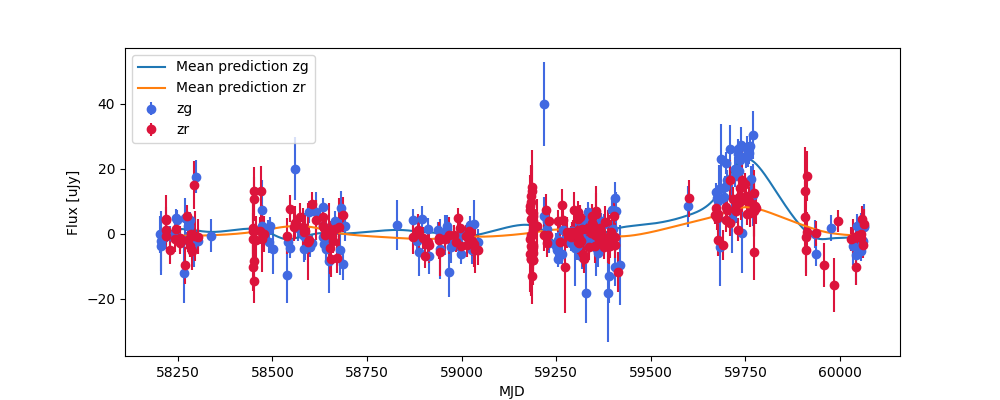 Mean prediction zg
Mean prediction zr
zg
zr
Flux [uJy]
40
20
0
−20
58250 58500 58750 59000 59250 59500 59750 60000
MJD